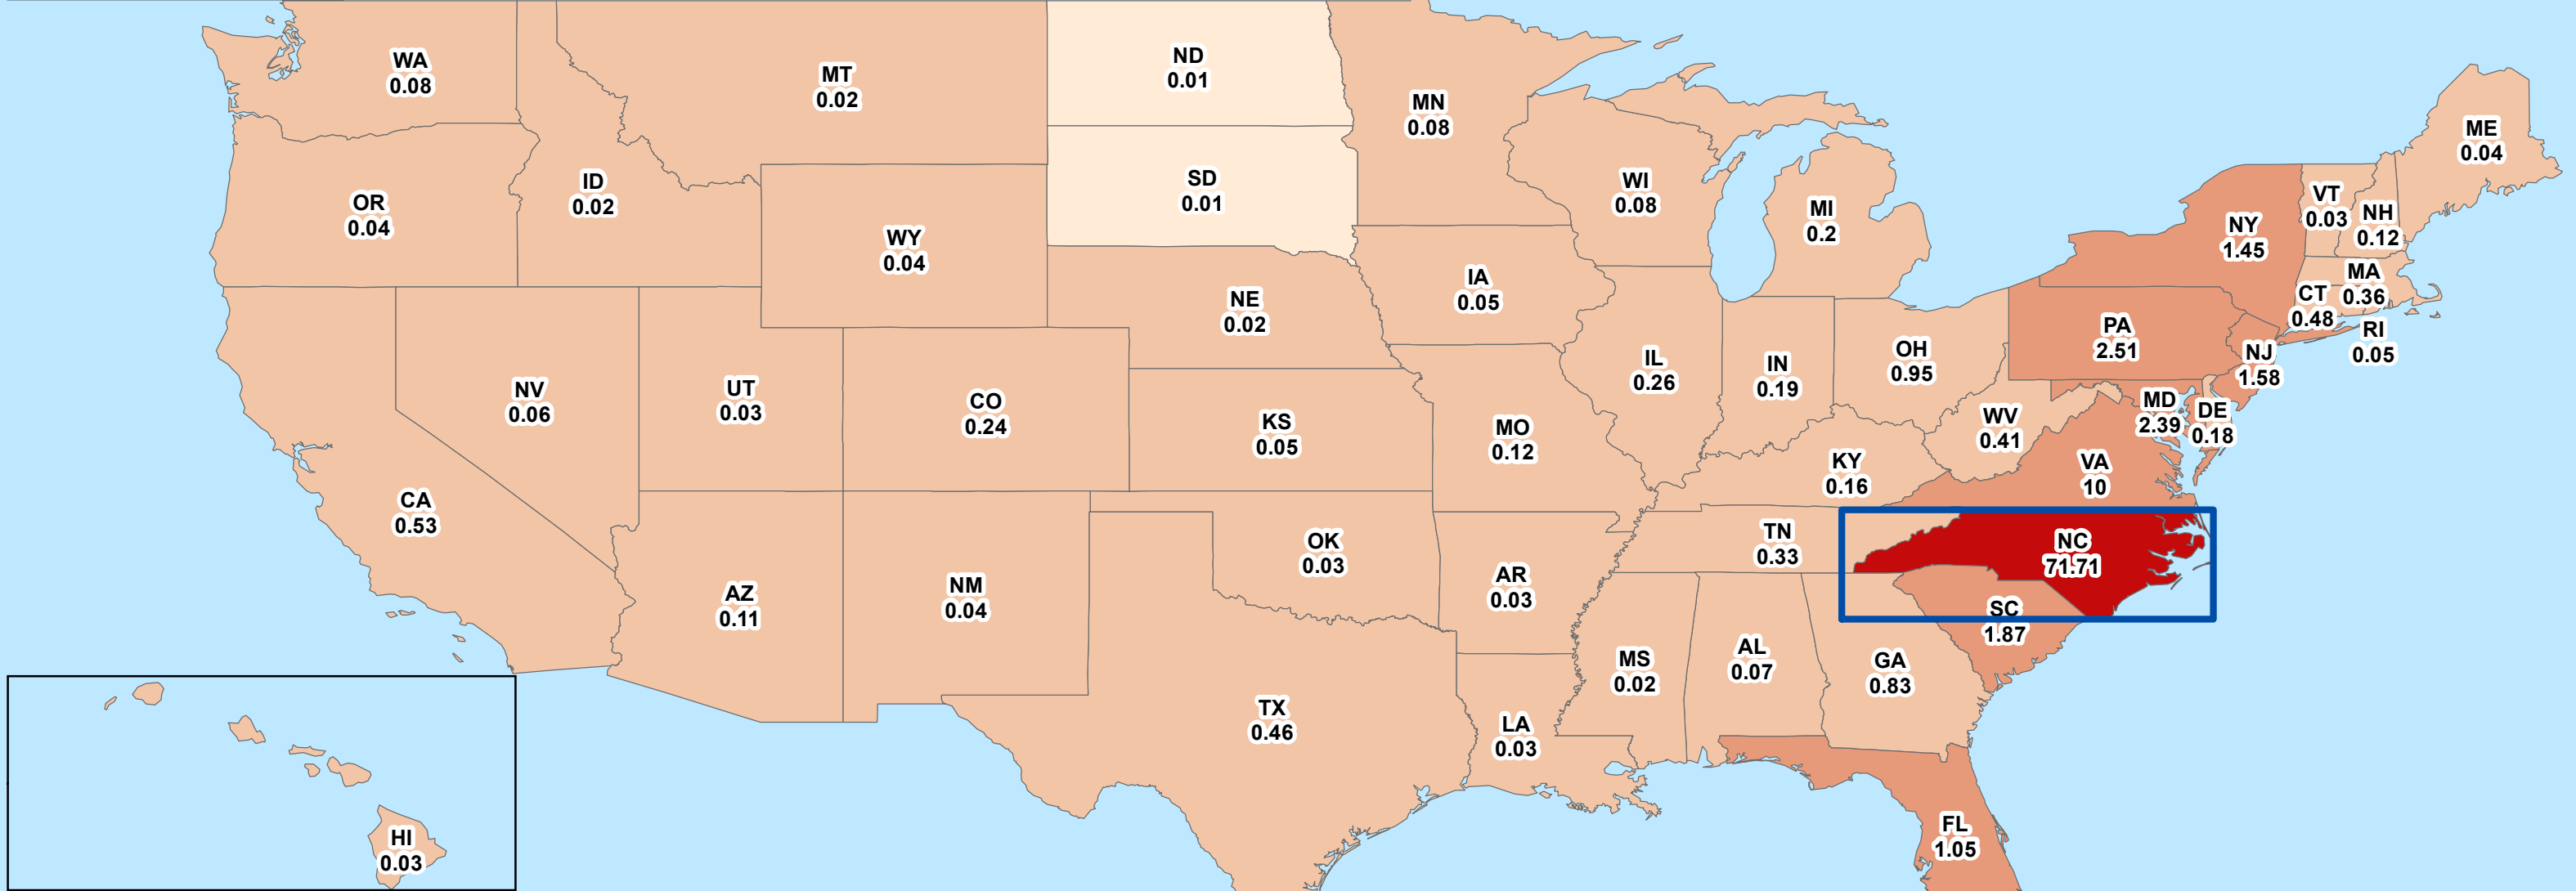 WA
0.08
MT
0.02
ND
0.01
MN
0.08
ME
0.04
OR
0.04
ID
0.02
SD
0.01
WI
0.08
MI
0.2
VT
0.03
NH
0.12
NY
1.45
WY
0.04
MA
0.36
IA
0.05
NE
0.02
CT
0.48
RI
0.05
PA
2.51
NJ
1.58
OH
0.95
IL
0.26
IN
0.19
NV
0.06
UT
0.03
CO
0.24
KS
0.05
MO
0.12
WV
0.41
MD
2.39
DE
0.18
KY
0.16
VA
10
CA
0.53
TN
0.33
NC
71.71
OK
0.03
AR
0.03
AZ
0.11
NM
0.04
SC
1.87
MS
0.02
AL
0.07
GA
0.83
TX
0.46
LA
0.03
FL
1.05
HI
0.03